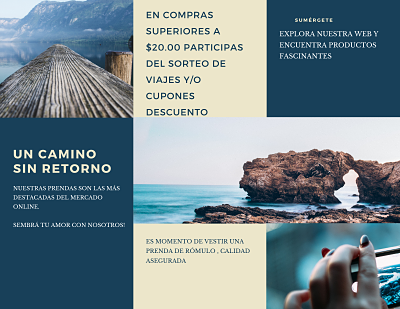 EN COMPRAS
SUPERIORES A
$20.00 PARTICIPAS
DEL SORTEO DE
VIAJES Y/O
CUPONES
DESCUENTO
SUMÉRGETE
EXPLORA NUESTRA WEB Y
ENCUENTRA PRODUCTOS
FASCINANTES
UN CAMINO
SIN RETORNO
NUESTRAS PRENDAS SON LAS MÁS
DESTACADAS DEL MERCADO
ONLINE.
SEMBRÁ TU AMOR CON NOSOTROS!
ES MOMENTO DE VESTIR UNA
PRENDA DE RÓMULO , CALIDAD
ASEGURADA